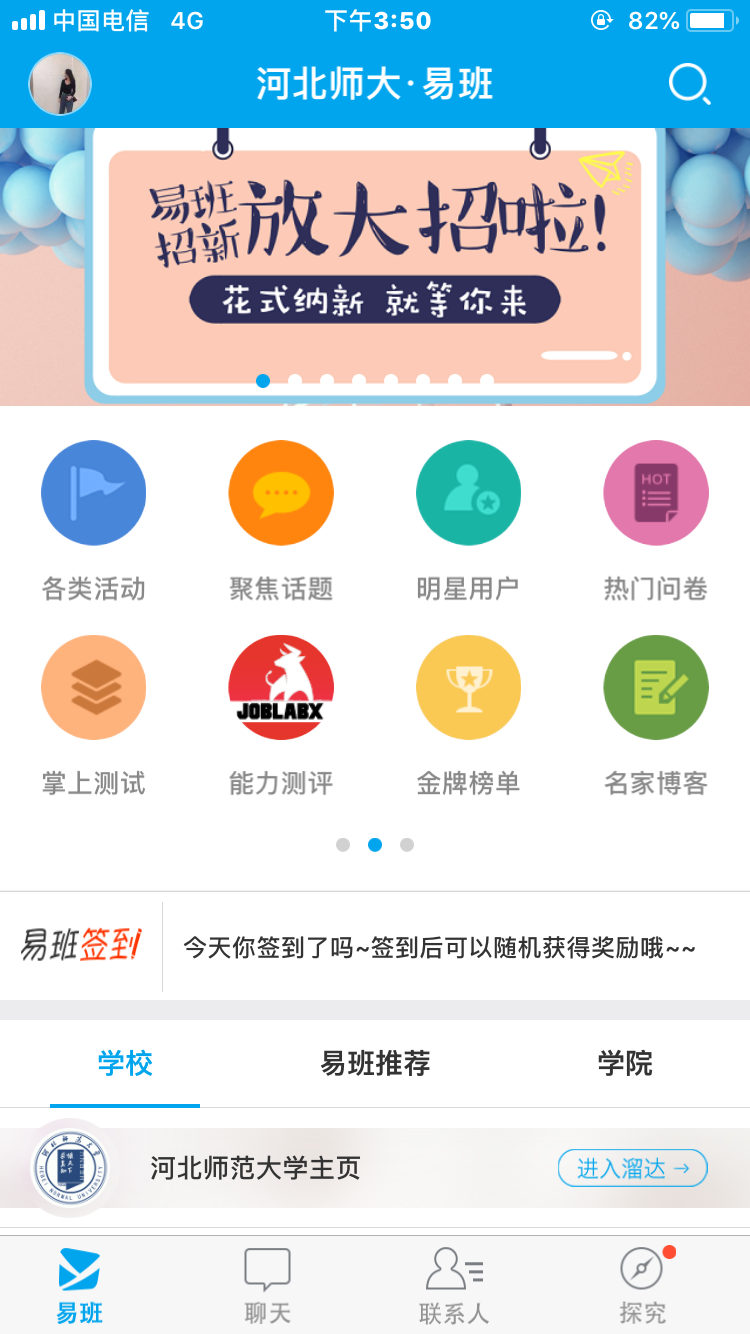 中国电信 4G 下午3:50 82%
河北师大·易班
易班
招新
放大招啦!
花式纳新 就等你来
HOT
各类活动 聚焦话题 明星用户 热门问卷
JOBLABX
掌上测试 能力测评 金牌榜单 名家博客
易班签到
今天你签到了吗~签到后可以随机获得奖励哦~~
学校 易班推荐 学院
河北师范大学主页
进入溜达→
HEBEI NORMAL UNIVERSITY
易班 聊天 联系人 探究